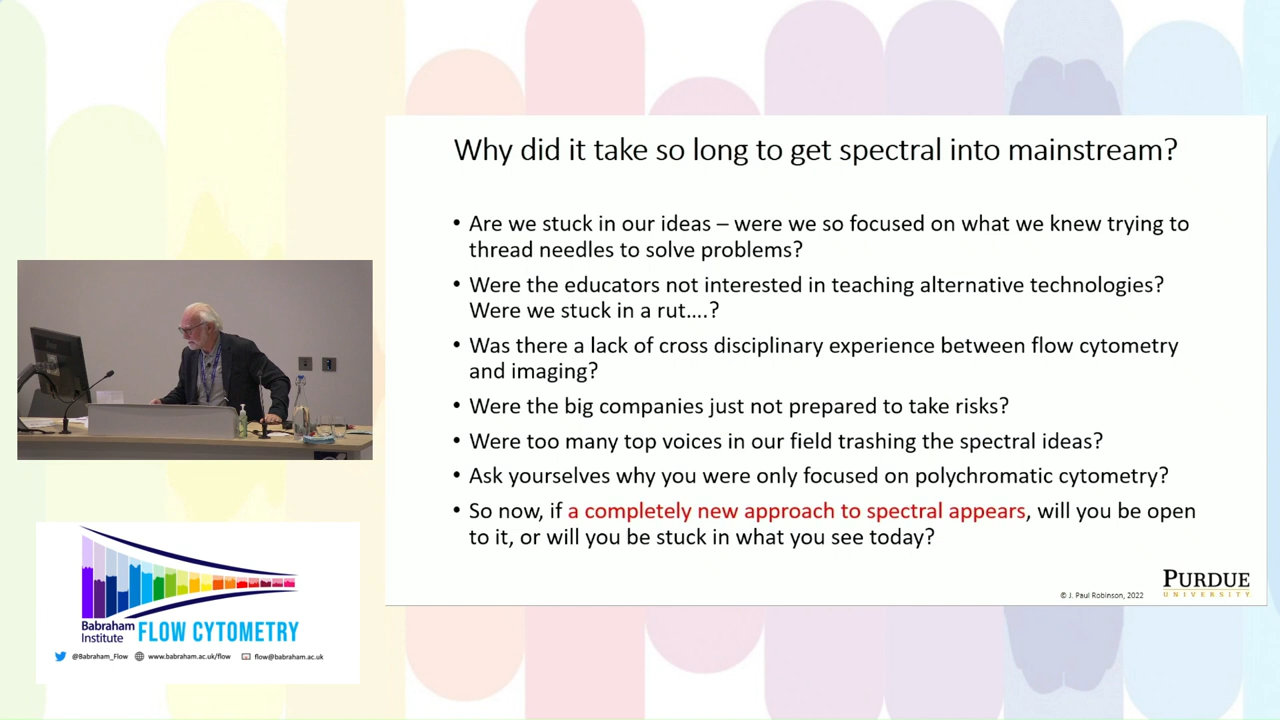 Why did it take so long to get spectral into mainstream?
• Are we stuck in our ideas – were we so focused on what we knew trying to
thread needles to solve problems?
• Were the educators not interested in teaching alternative technologies?
Were we stuck in a rut....?
• Was there a lack of cross disciplinary experience between flow cytometry
and imaging?
• Were the big companies just not prepared to take risks?
• Were too many top voices in our field trashing the spectral ideas?
• Ask yourselves why you were only focused on polychromatic cytometry?
• So now, if a completely new approach to spectral appears, will you be open
to it, or will you be stuck in what you see today?
© J. Paul Robinson, 2022
PURDUE
UNIVERSITY
Babraham
Institute
FLOW CYTOMETRY
@Babraham_Flow www.babraham.ac.uk/flow flow@babraham.ac.uk